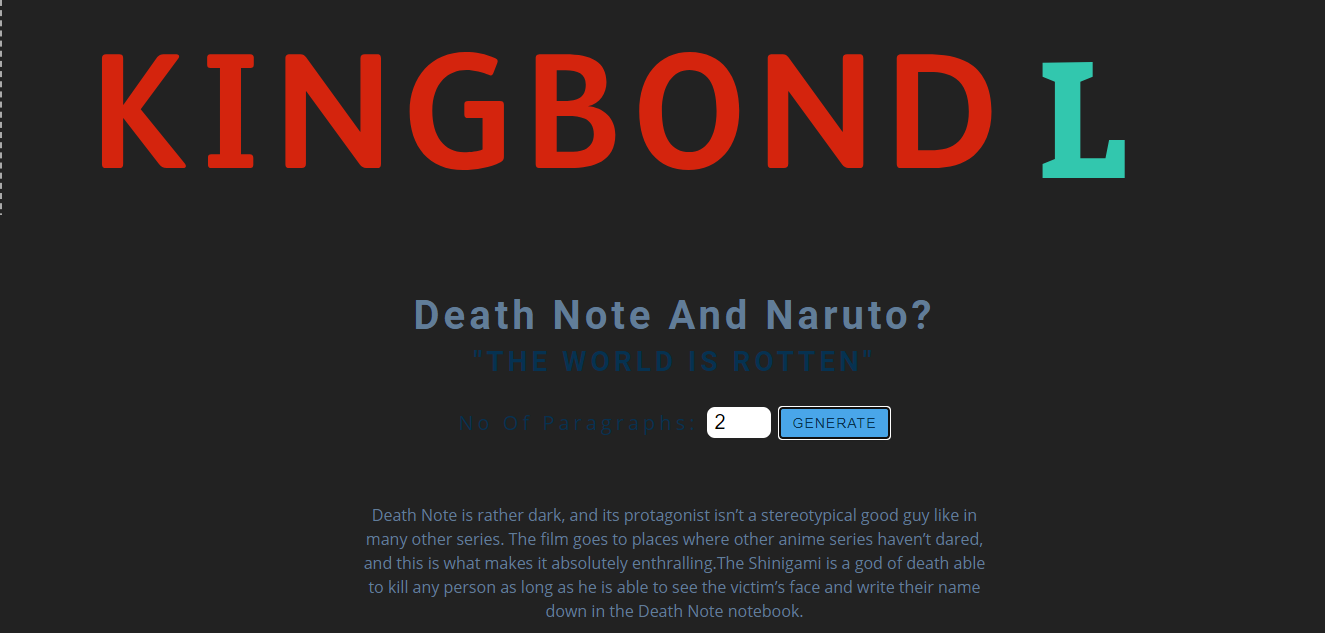 KINGBOND L
Death Note And Naruto?
"THE WORLD IS ROTTEN"
No Of Paragraphs: 2 GENERATE
Death Note is rather dark, and its protagonist isn’t a stereotypical good guy like in
many other series. The film goes to places where other anime series haven’t dared,
and this is what makes it absolutely enthralling.The Shinigami is a god of death able
to kill any person as long as he is able to see the victim’s face and write their name
down in the Death Note notebook.